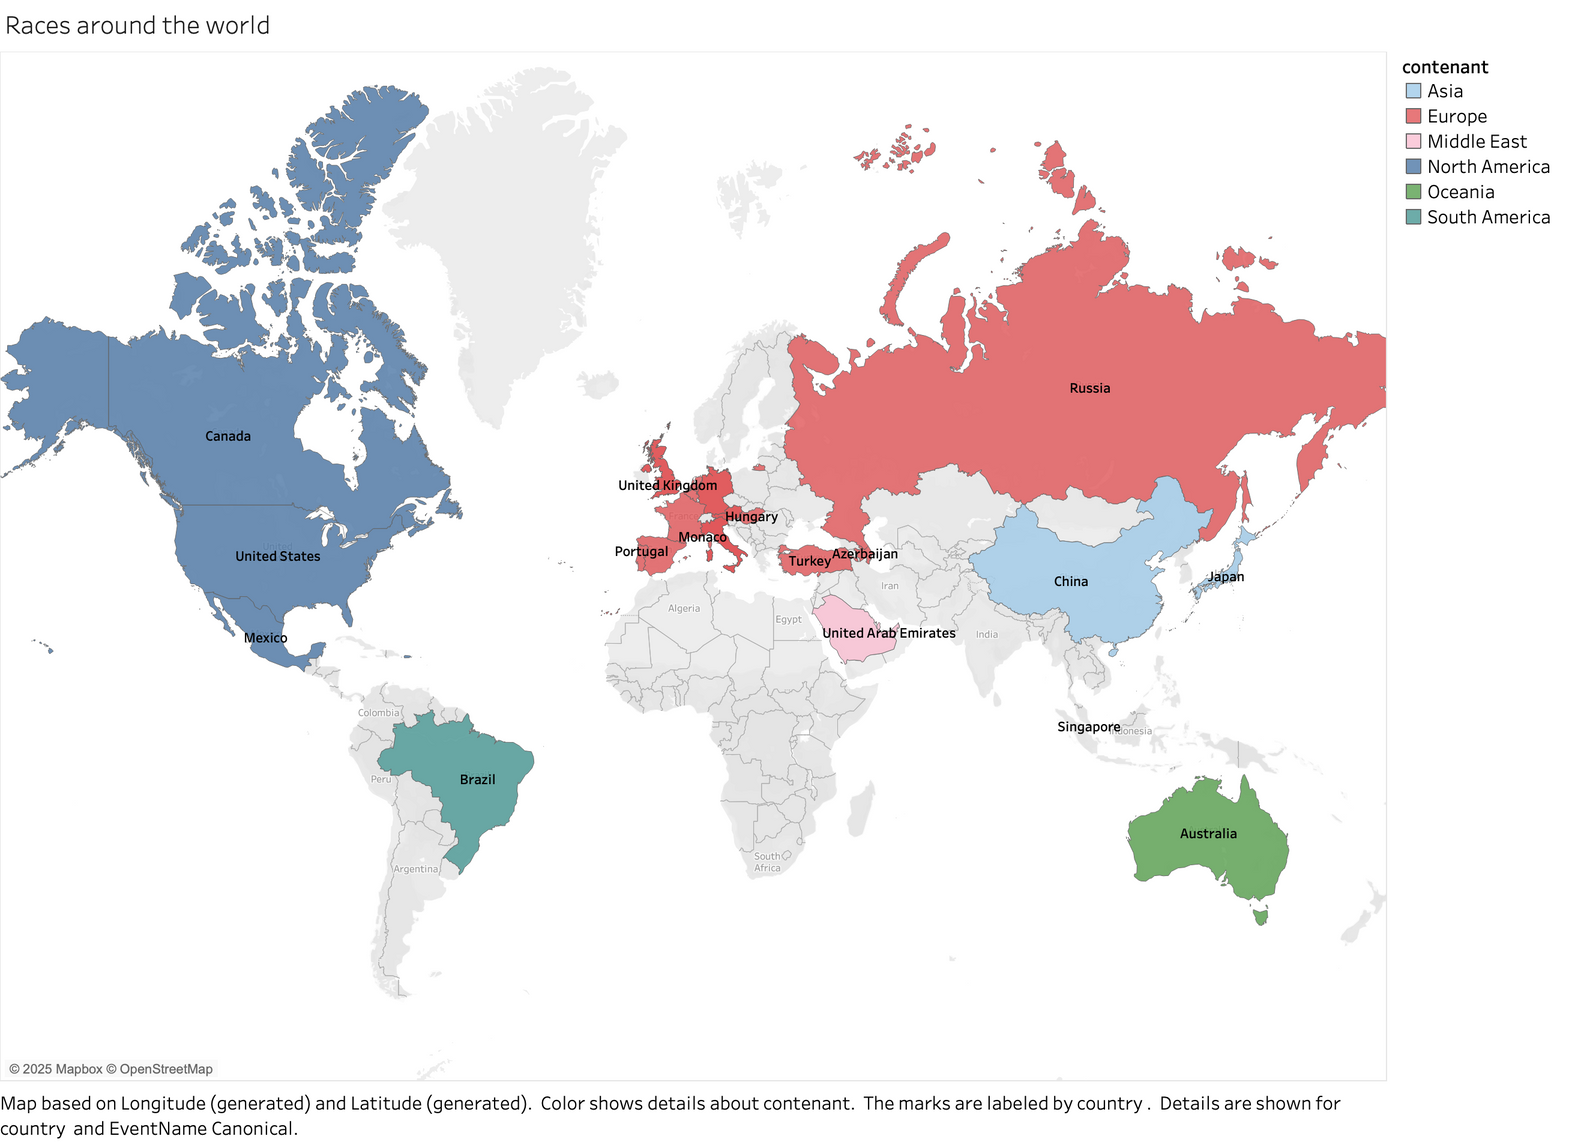 Races around the world
contenant
Asia
Europe
Middle East
North America
Oceania
South America
Russia
Canada
United Kingdom
Hungary
France
Monaco
United States
Portugal
Azerbaijan
Turkey
China
Japan
Iran
Algeria
Egypt
United Arab Emirates
India
Mexico
Colombia
Singapore
Indonesia
Peru
Brazil
Australia
South
Africa
Argentina
© 2025 Mapbox © OpenStreetMap
Map based on Longitude (generated) and Latitude (generated).  Color shows details about contenant.  The marks are labeled by country .  Details are shown for
country  and EventName Canonical.